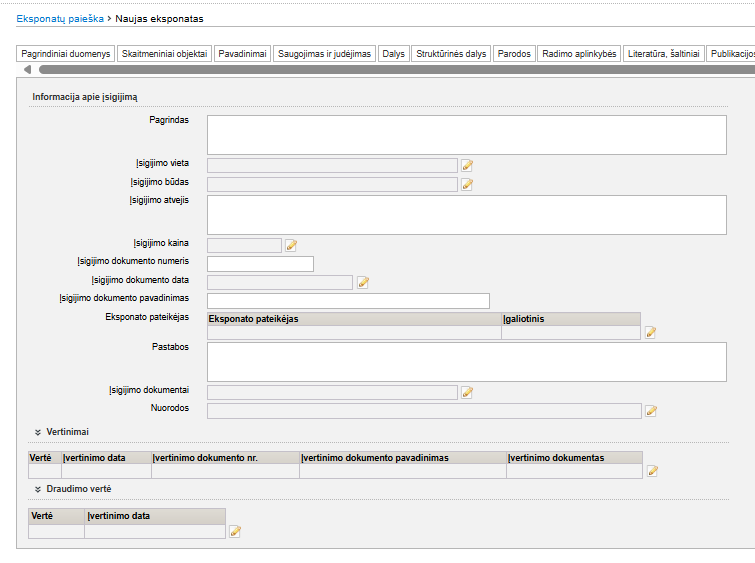 Eksponatų paieška > Naujas eksponatas
Pagrindiniai duomenys Skaitmeniniai objektai Pavadinimai Saugojimas ir judėjimas Dalys Struktūrinės dalys Parodos Radimo aplinkybės Literatūra, šaltiniai Publikacijos
Informacija apie įsigijimą
Pagrindas
Įsigijimo vieta
Įsigijimo būdas
Įsigijimo atvejis
Įsigijimo kaina
Įsigijimo dokumento numeris
Įsigijimo dokumento data
Įsigijimo dokumento pavadinimas
Eksponato pateikėjas Eksponato pateikėjas Įgaliotinis
Pastabos
Įsigijimo dokumentai
Nuorodos
Vertinimai
Vertė Įvertinimo data Įvertinimo dokumento nr. Įvertinimo dokumento pavadinimas Įvertinimo dokumentas
Draudimo vertė
Vertė Įvertinimo data